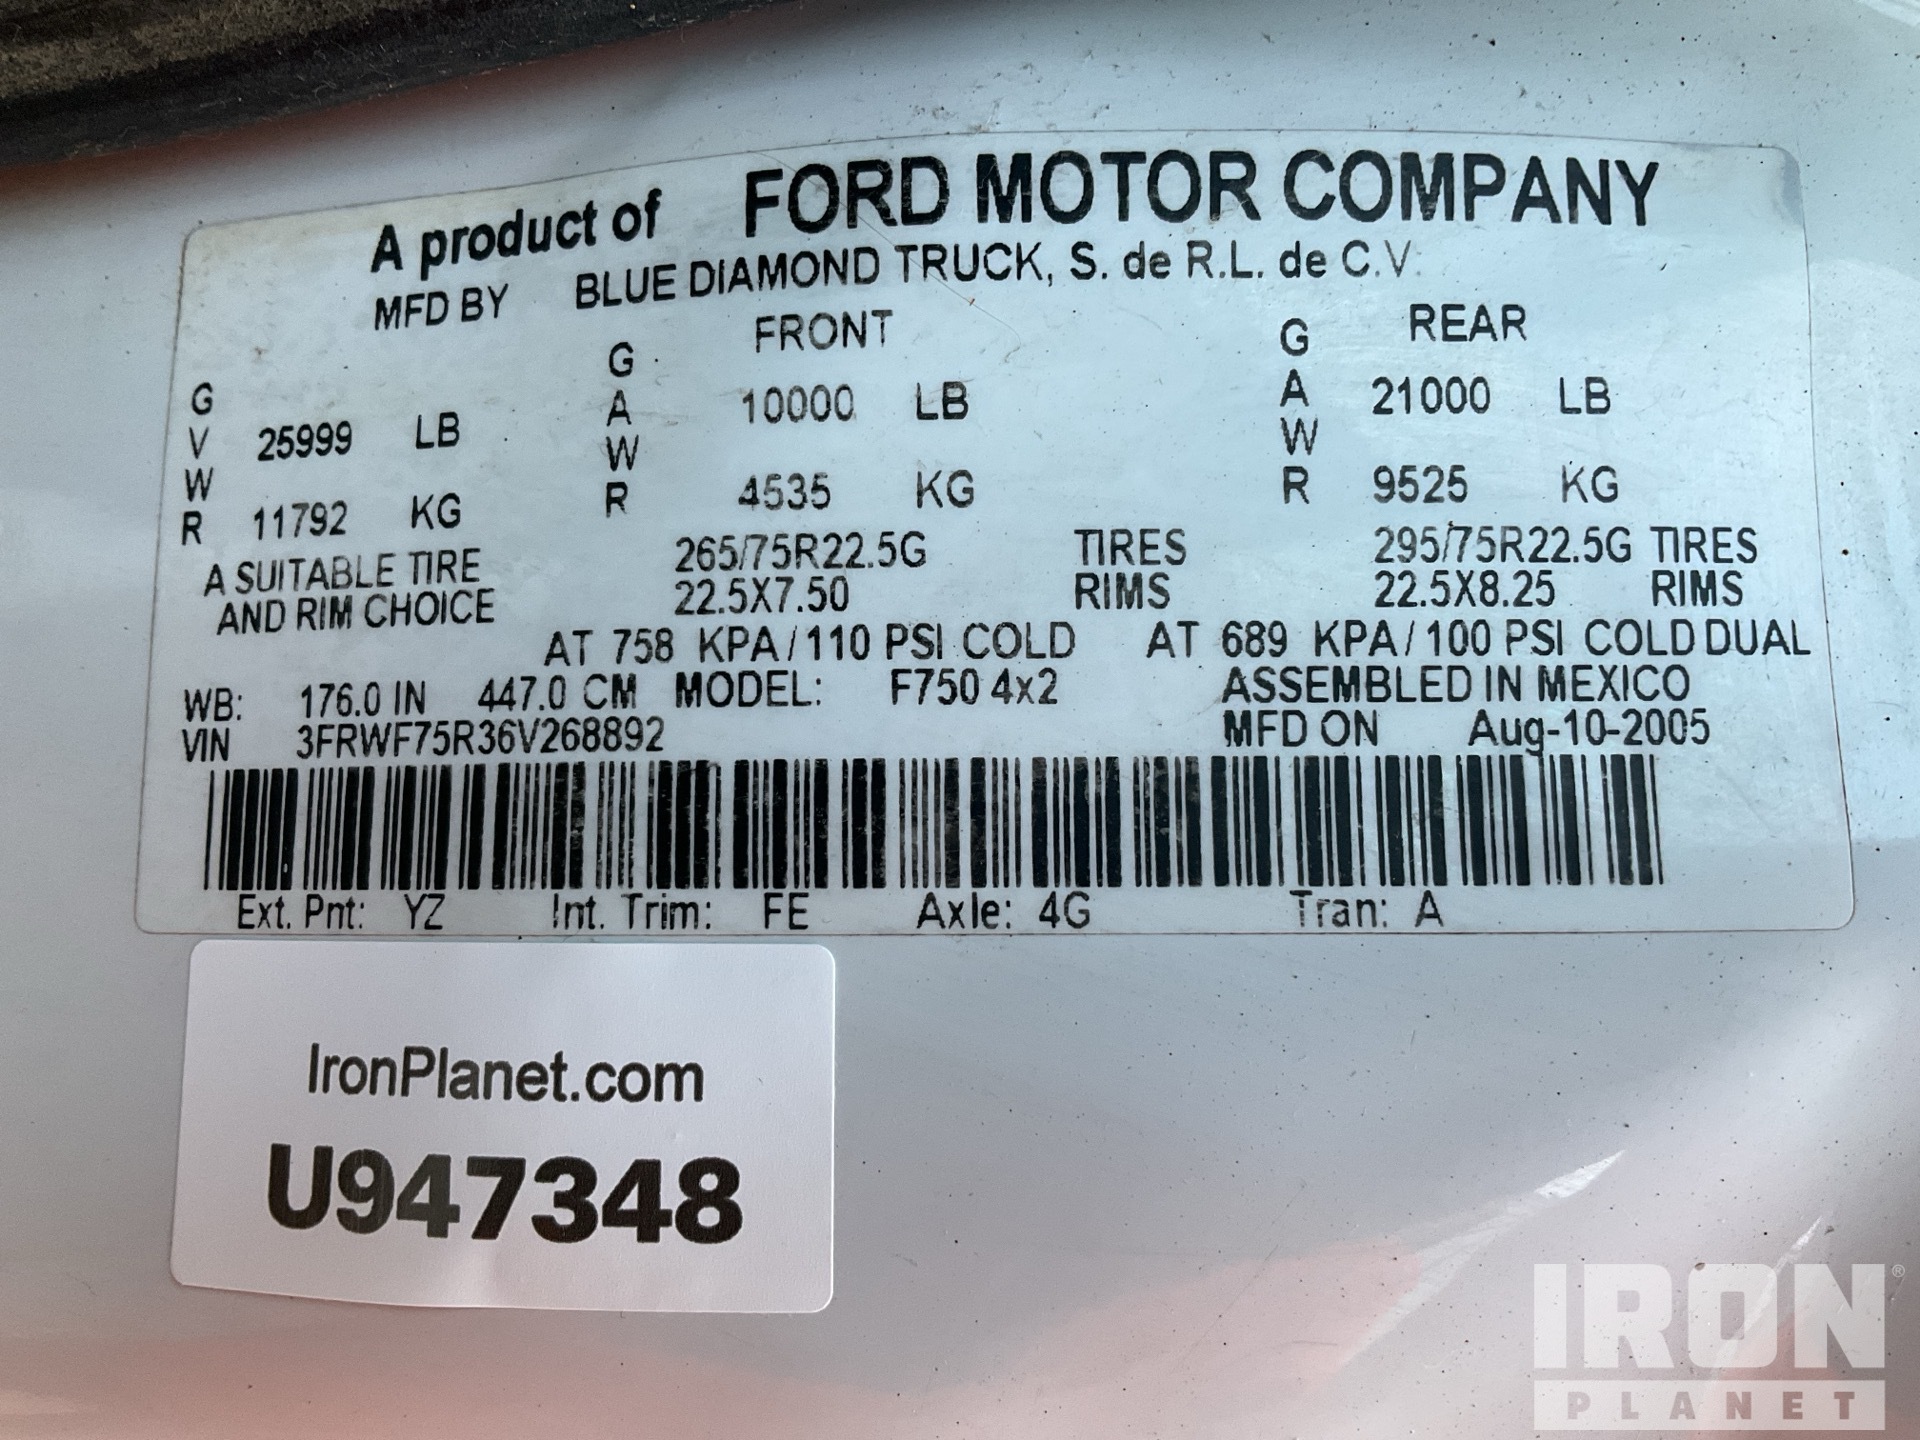 A product of FORD MOTOR COMPANY
MFD BY BLUE DIAMOND TRUCK, S. de R.L. de C.V.
FRONT REAR
GVWR 25999 LB GAWR 10000 LB GAWR 21000 LB
11792 KG 4535 KG 9525 KG
A SUITABLE TIRE 265/75R22.5G TIRES 295/75R22.5G TIRES
AND RIM CHOICE 22.5X7.50 RIMS 22.5X8.25 RIMS
AT 758 KPA/110 PSI COLD AT 689 KPA/100 PSI COLD DUAL
WB: 176.0 IN 447.0 CM MODEL: F750 4x2 ASSEMBLED IN MEXICO
VIN 3FRWF75R36V268892 MFD ON Aug-10-2005
Ext. Pnt: YZ Int. Trim: FE Axle: 4G Tran: A
IronPlanet.com
U947348
IRON®
PLANET